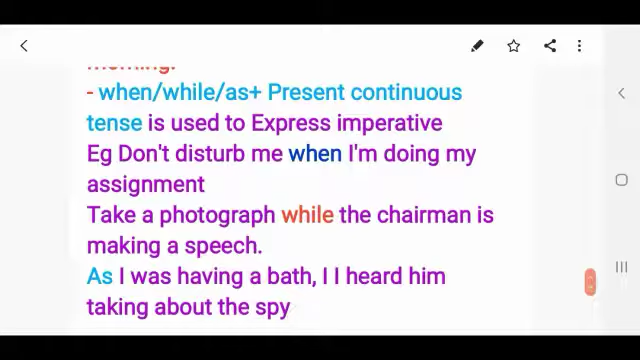 morning.
- when/while/as+ Present continuous
tense is used to Express imperative
Eg Don't disturb me when I'm doing my
assignment
Take a photograph while the chairman is
making a speech.
As I was having a bath, I I heard him
taking about the spy